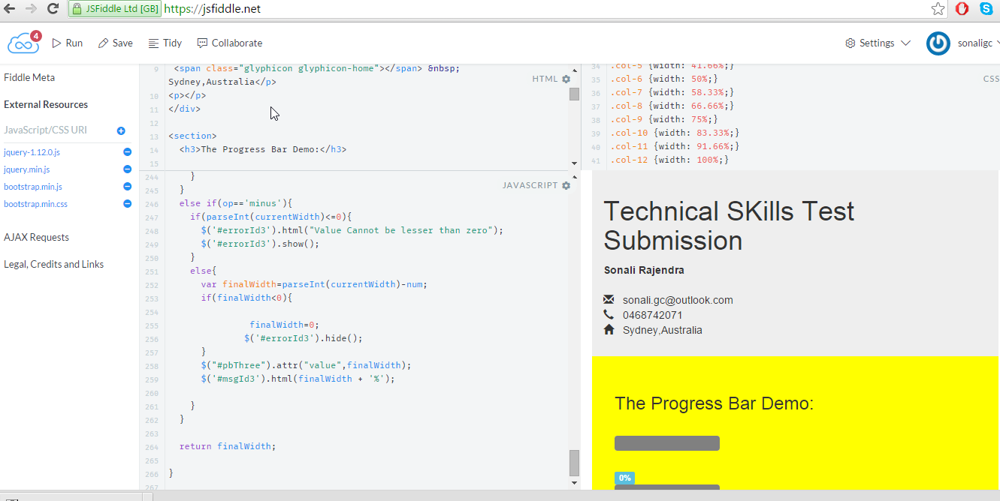 JSFiddle Ltd [GB] https://jsfiddle.net
4 Run Save Tidy Collaborate Settings sonaligc
Fiddle Meta
External Resources
JavaScript/CSS URI
jquery-1.12.0.js
jquery.min.js
bootstrap.min.js
bootstrap.min.css
AJAX Requests
Legal, Credits and Links
HTML
9 <span class="glyphicon glyphicon-home"></span> &nbsp;
Sydney,Australia</p>
10 <p></p>
11 </div>
12
13 <section>
14 <h3>The Progress Bar Demo:</h3>
15
CSS
34 .col-5 {width: 41.66%;}
35 .col-6 {width: 50%;}
36 .col-7 {width: 58.33%;}
37 .col-8 {width: 66.66%;}
38 .col-9 {width: 75%;}
39 .col-10 {width: 83.33%;}
40 .col-11 {width: 91.66%;}
41 .col-12 {width: 100%;}
JAVASCRIPT
244 }
245 }
246 else if(op=='minus'){
247 if(parseInt(currentWidth)<=0){
248 $('#errorId3').html("Value Cannot be lesser than zero");
249 $('#errorId3').show();
250 }
251 else{
252 var finalWidth=parseInt(currentWidth)-num;
253 if(finalWidth<0){
254
255 finalWidth=0;
256 $('#errorId3').hide();
257 }
258 $("#pbThree").attr("value",finalWidth);
259 $('#msgId3').html(finalWidth + '%');
260
261 }
262 }
263
264 return finalWidth;
265
266 }
267
Technical SKills Test
Submission
Sonali Rajendra
sonali.gc@outlook.com
0468742071
Sydney,Australia
The Progress Bar Demo:
0%